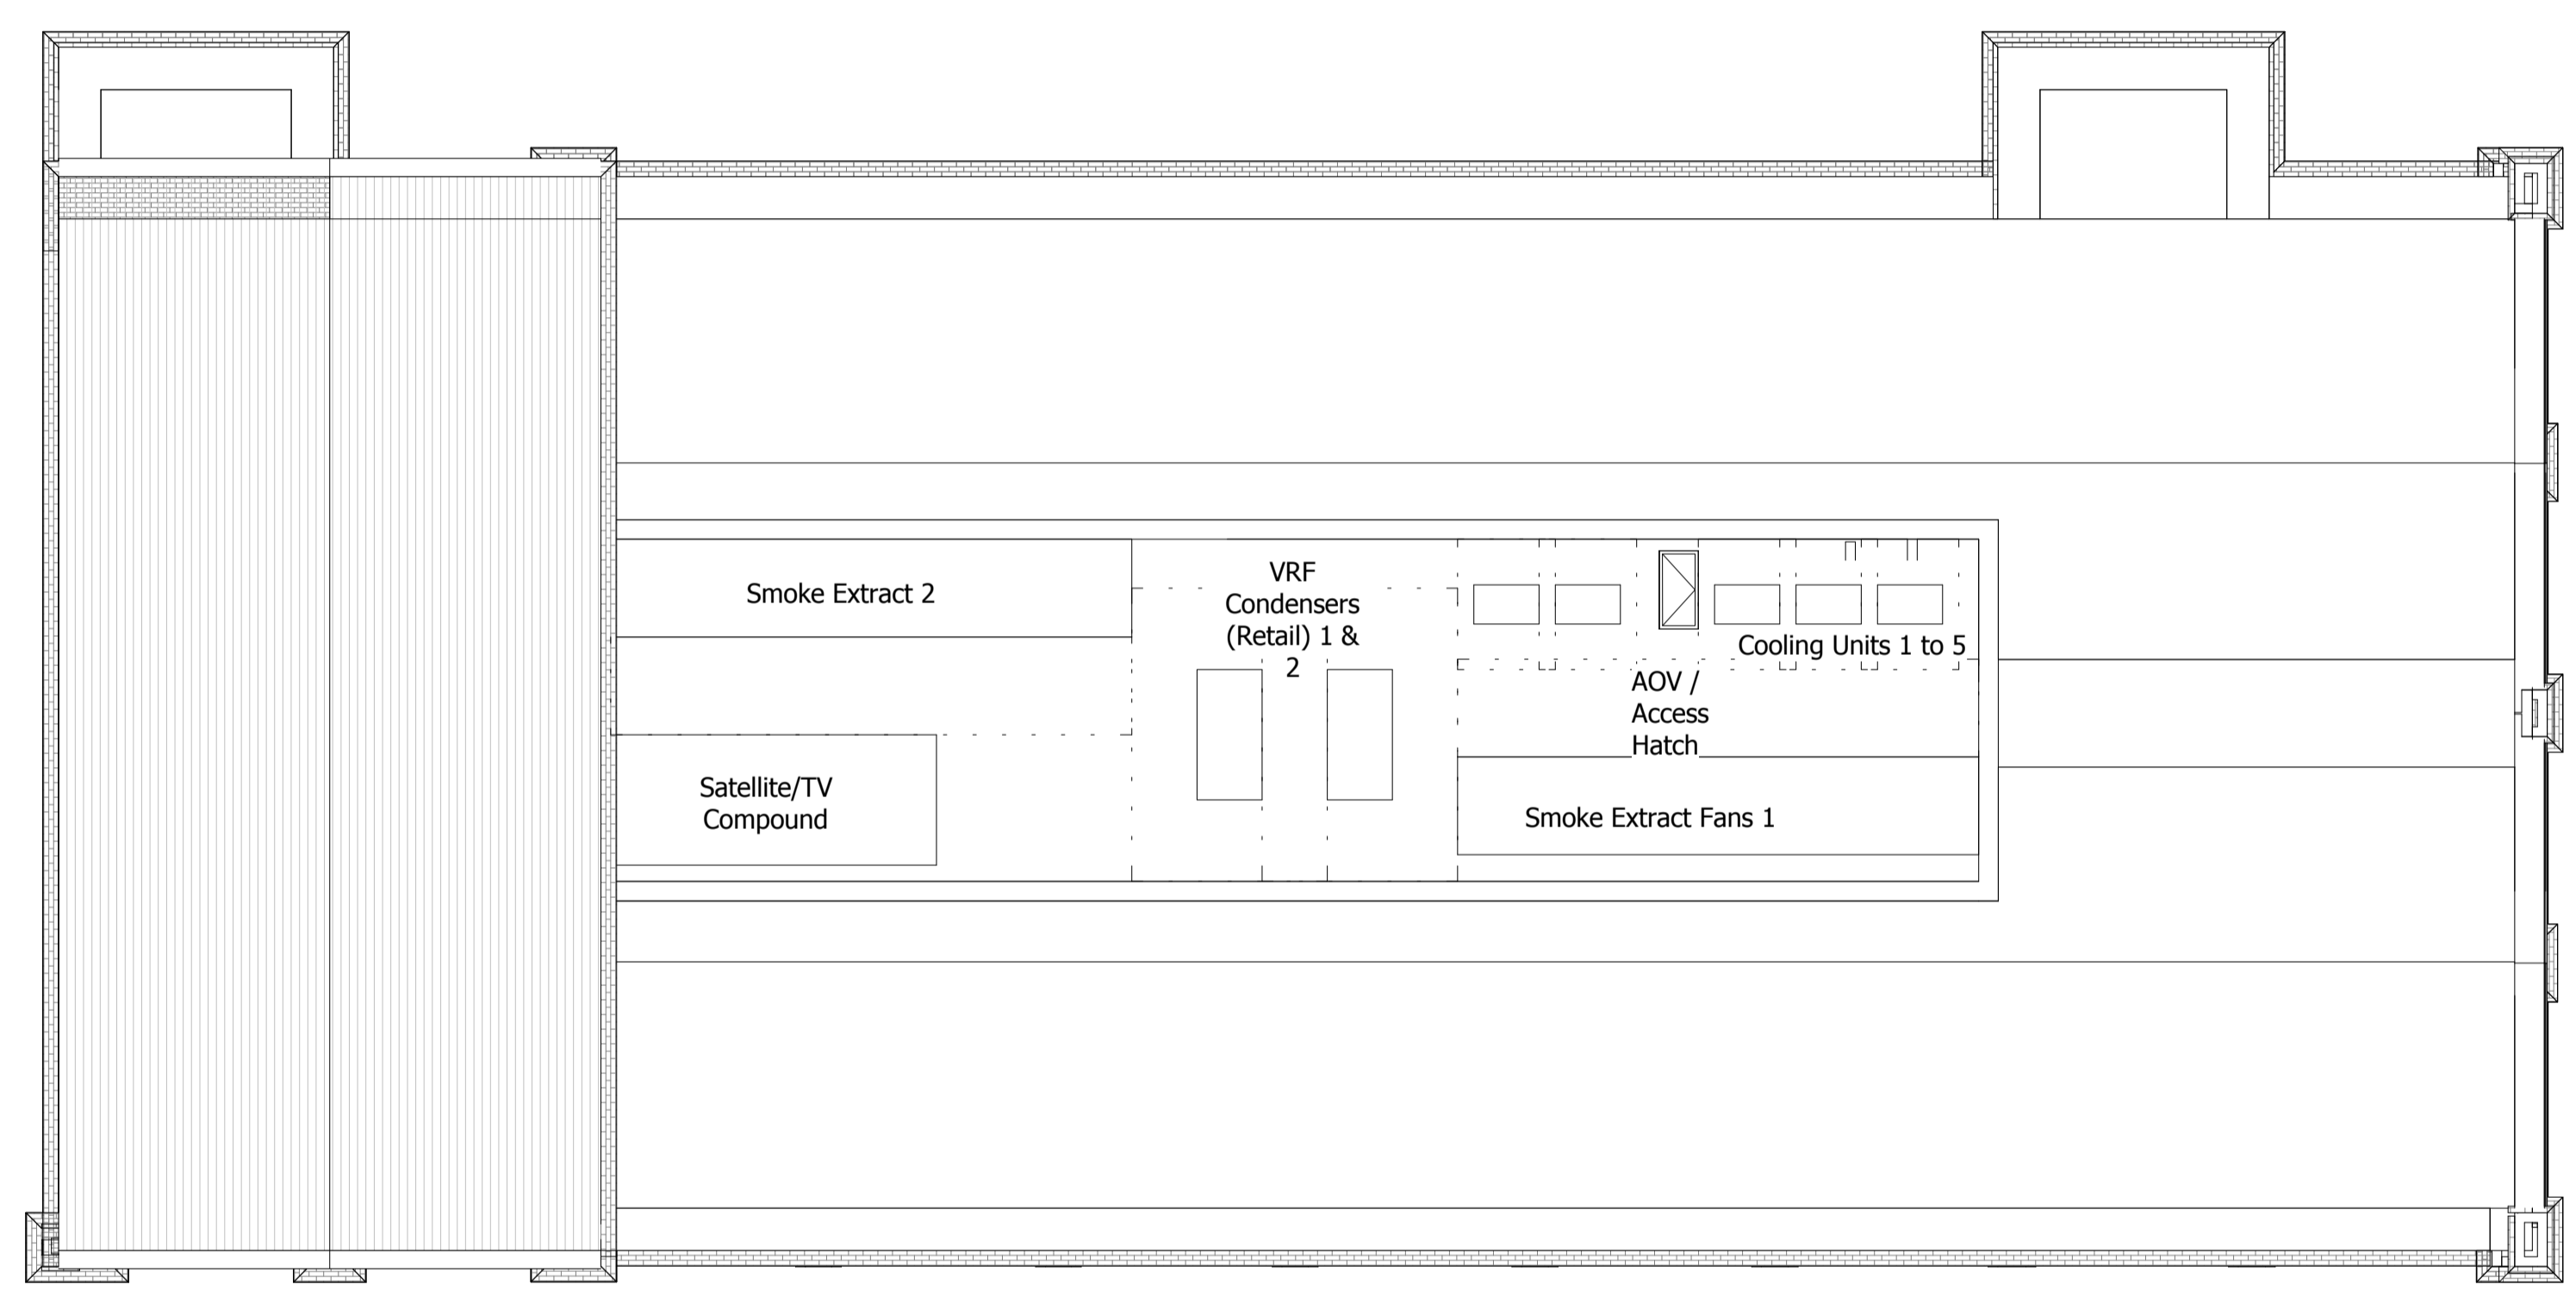 Smoke Extract 2
VRF
Condensers
(Retail) 1 &
2
Cooling Units 1 to 5
AOV /
Access
Hatch
Satellite/TV
Compound
Smoke Extract Fans 1